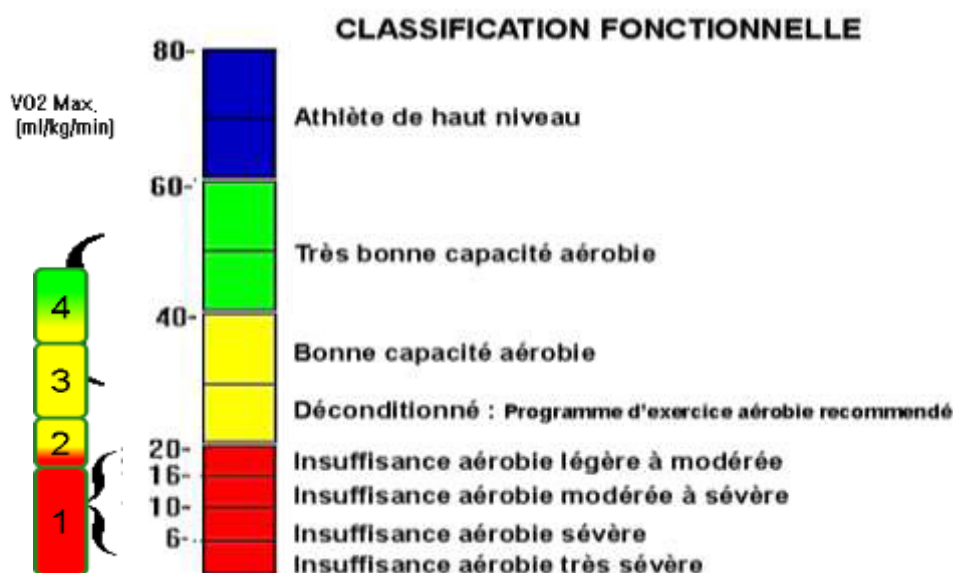 CLASSIFICATION FONCTIONNELLE
80-
VO2 Max.
(ml/kg/min)
Athlète de haut niveau
60-
Très bonne capacité aérobie
4
40-
Bonne capacité aérobie
3
Déconditionné : Programme d'exercice aérobie recommendé
2
20-
Insuffisance aérobie légère à modérée
16-
Insuffisance aérobie modérée à sévère
10-
1
Insuffisance aérobie sévère
6-
Insuffisance aérobie très sévère